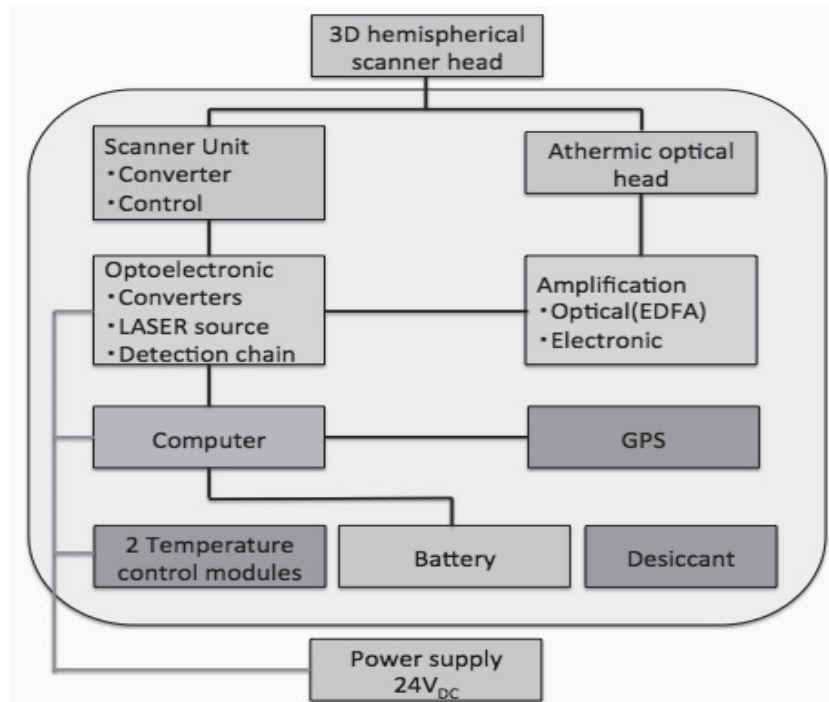 3D hemispherical
scanner head
Scanner Unit
・Converter
・Control
Athermic optical
head
Optoelectronic
・Converters
・LASER source
・Detection chain
Amplification
・Optical(EDFA)
・Electronic
Computer
GPS
2 Temperature
control modules
Battery
Desiccant
Power supply
24V_DC